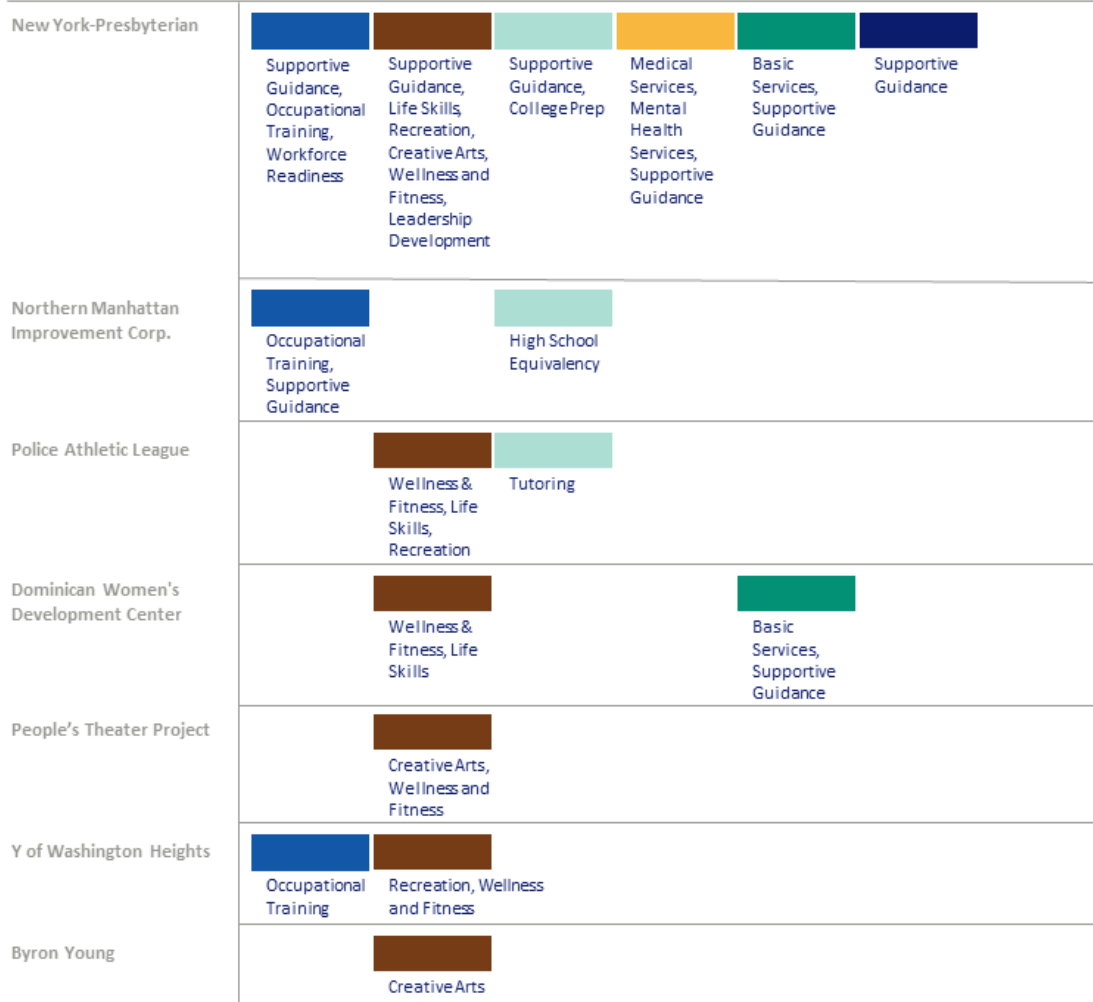 New York-Presbyterian
Supportive
Guidance,
Occupational
Training,
Workforce
Readiness
Supportive
Guidance,
Life Skills,
Recreation,
Creative Arts,
Wellness and
Fitness,
Leadership
Development
Supportive
Guidance,
College Prep
Medical
Services,
Mental
Health
Services,
Supportive
Guidance
Basic
Services,
Supportive
Guidance
Supportive
Guidance
Northern Manhattan
Improvement Corp.
Occupational
Training,
Supportive
Guidance
High School
Equivalency
Police Athletic League
Wellness &
Fitness, Life
Skills,
Recreation
Tutoring
Dominican Women's
Development Center
Wellness &
Fitness, Life
Skills
Basic
Services,
Supportive
Guidance
People’s Theater Project
Creative Arts,
Wellness and
Fitness
Y of Washington Heights
Occupational
Training
Recreation, Wellness
and Fitness
Byron Young
Creative Arts